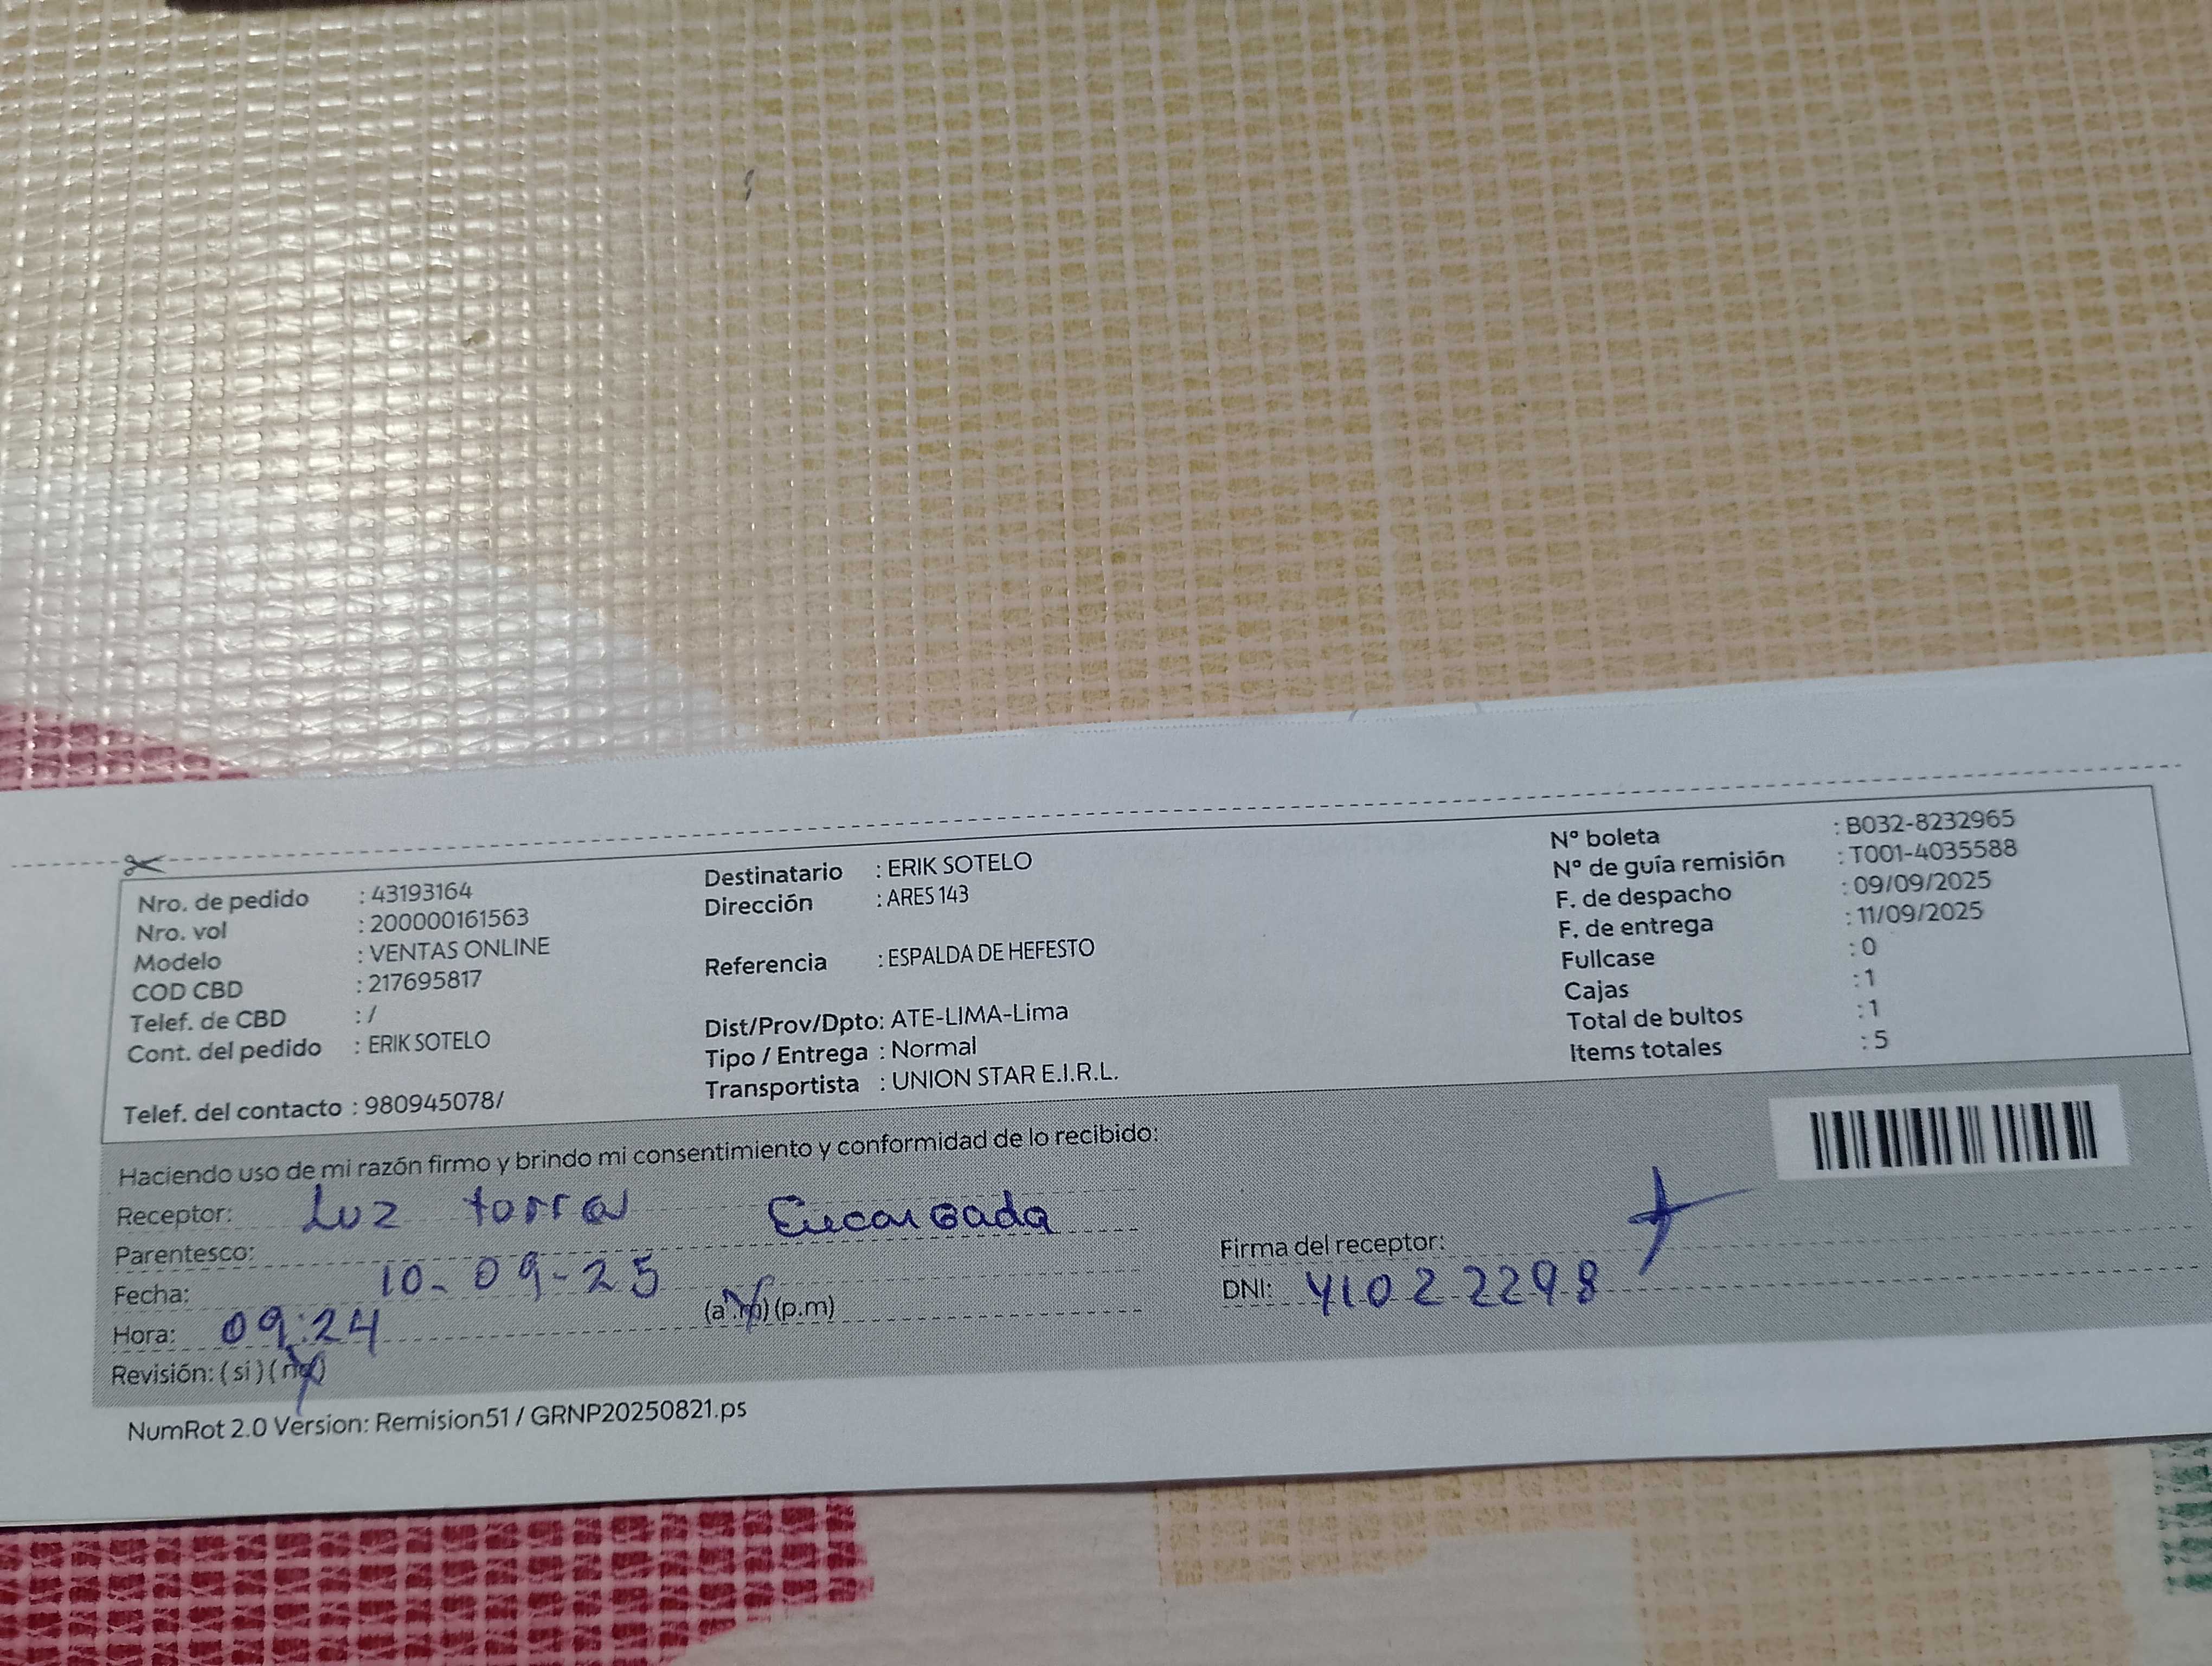 Nro. de pedido : 43193164
Nro. vol : 200000161563
Modelo : VENTAS ONLINE
COD CBD : 217695817
Telef. de CBD : /
Cont. del pedido : ERIK SOTELO
Telef. del contacto : 980945078/
Destinatario : ERIK SOTELO
Dirección : ARES 143
Referencia : ESPALDA DE HEFESTO
Dist/Prov/Dpto: ATE-LIMA-Lima
Tipo / Entrega : Normal
Transportista : UNION STAR E.I.R.L.
N° boleta : B032-8232965
N° de guía remisión : T001-4035588
F. de despacho : 09/09/2025
F. de entrega : 11/09/2025
Fullcase : 0
Cajas : 1
Total de bultos : 1
Items totales : 5
Haciendo uso de mi razón firmo y brindo mi consentimiento y conformidad de lo recibido:
Receptor: Luz Encargada
Parentesco:
Fecha: 10-09-25
Hora: 09:24 (a.m) (p.m)
Revisión: (si) (no)
Firma del receptor:
DNI: 41022298
NumRot 2.0 Version: Remision51 / GRNP20250821.ps